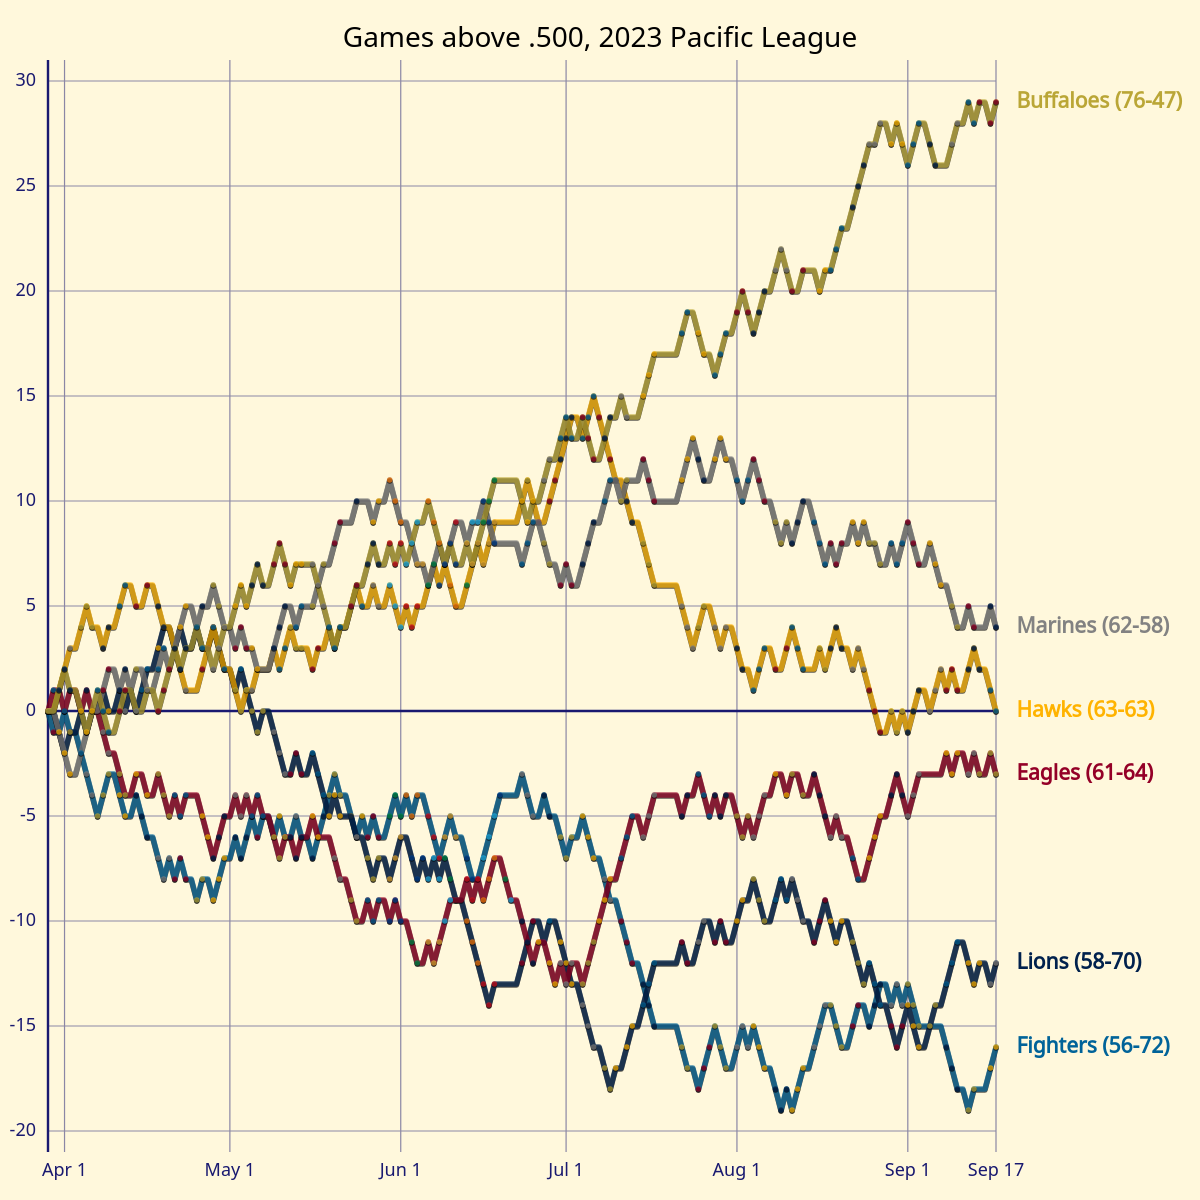 Games above .500, 2023 Pacific League
30
25
20
15
10
5
0
-5
-10
-15
-20
Buffaloes (76-47)
Marines (62-58)
Hawks (63-63)
Eagles (61-64)
Lions (58-70)
Fighters (56-72)
Apr 1 May 1 Jun 1 Jul 1 Aug 1 Sep 1 Sep 17